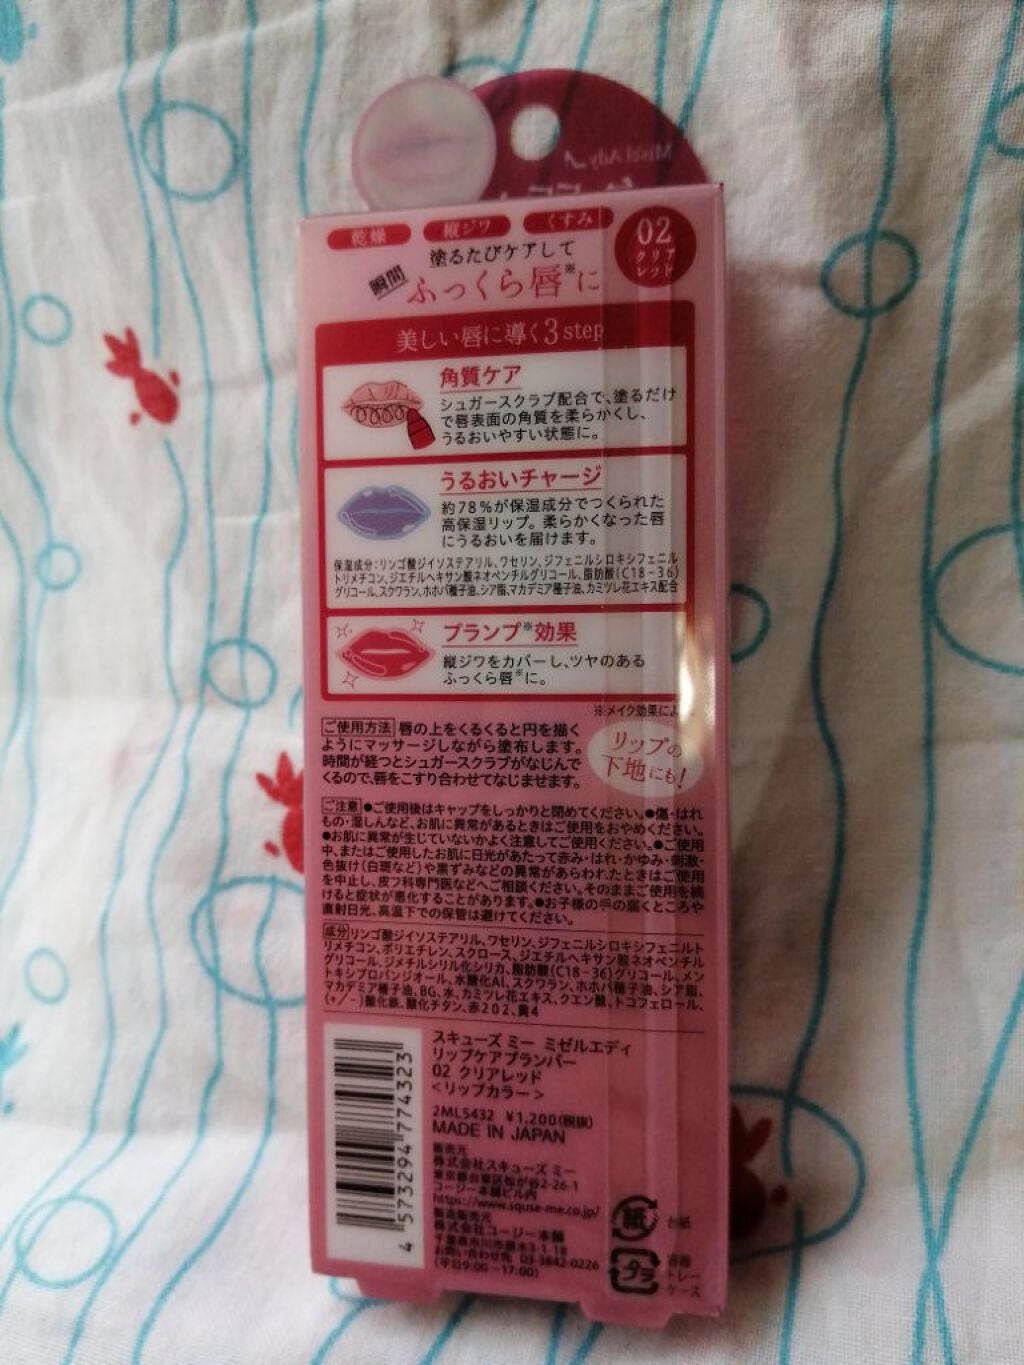 乾燥 縦ジワ くすみ
02
クリア
レッド
塗るたびケアして
瞬間
ふっくら唇※に
美しい唇に導く3step
角質ケア
シュガースクラブ配合で、塗るだけ
で唇表面の角質を柔らかくし、
うるおいやすい状態に。
うるおいチャージ
約78%が保湿成分でつくられた
高保湿リップ。柔らかくなった唇
にうるおいを届けます。
保湿成分:リンゴ酸ジイソステアリル、ワセリン、ジフェニルシロキシフェニル
トリメチコン、ジエチルヘキサン酸ネオペンチルグリコール、脂肪酸(C18-36)
グリコール、スクワラン、ホホバ種子油、シア脂、マカデミア種子油、カミツレ花エキス配合
プランプ※効果
縦ジワをカバーし、ツヤのある
ふっくら唇※に。
※メイク効果によ
ご使用方法 唇の上をくるくると円を描く
ようにマッサージしながら塗布します。
時間が経つとシュガースクラブがなじんで
くるので、唇をこすり合わせてなじませます。
リップの
下地にも!
ご注意 ●ご使用後はキャップをしっかりと閉めてください。●傷・はれ
もの・湿しんなど、お肌に異常があるときはご使用をおやめください。
●お肌に異常が生じていないかよく注意してご使用ください。●ご使用
中、またはご使用したお肌に日光があたって赤み・はれ・かゆみ・刺激・
色抜け(白斑など)や黒ずみなどの異常があらわれたときはご使用
を中止し、皮フ科専門医などへご相談ください。そのままご使用を続
けると症状が悪化することがあります。●お子様の手の届くところや
直射日光、高温下での保管は避けてください。
成分 リンゴ酸ジイソステアリル、ワセリン、ジフェニルシロキシフェニルト
リメチコン、ポリエチレン、スクロース、ジエチルヘキサン酸ネオペンチル
グリコール、ジメチルシリル化シリカ、脂肪酸(C18-36)グリコール、メン
トキシプロパンジオール、水酸化Al、スクワラン、ホホバ種子油、シア脂、
マカデミア種子油、BG、水、カミツレ花エキス、クエン酸、トコフェロール、
(+/-)酸化鉄、酸化チタン、赤202、黄4
スキューズ ミー ミゼルエディ
リップケアプランパー
02 クリアレッド
<リップカラー>
2ML5432 ¥1,200(税抜)
MADE IN JAPAN
発売元
株式会社スキューズ ミー
東京都台東区松が谷2-26-1
コージー本舗ビル内
https://www.squse-me.co.jp/
製造販売元
株式会社コージー本舗
千葉県市川市原木3-1-18
お問い合わせ先 03-3842-0226
(平日9:00~17:00)
4 573294 774323
紙 台紙
プラ 容器
トレー
ケース